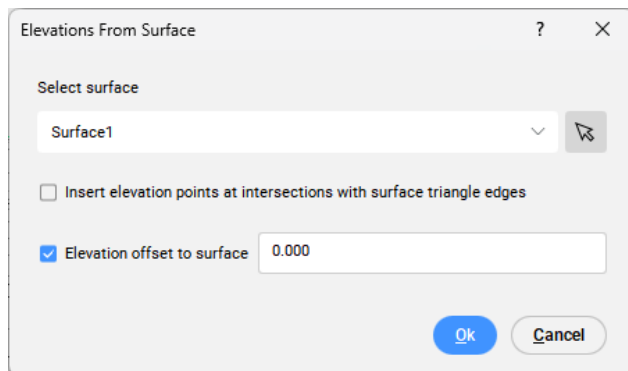 Elevations From Surface ?
Select surface
Surface1
Insert elevation points at intersections with surface triangle edges
Elevation offset to surface 0.000
Ok Cancel